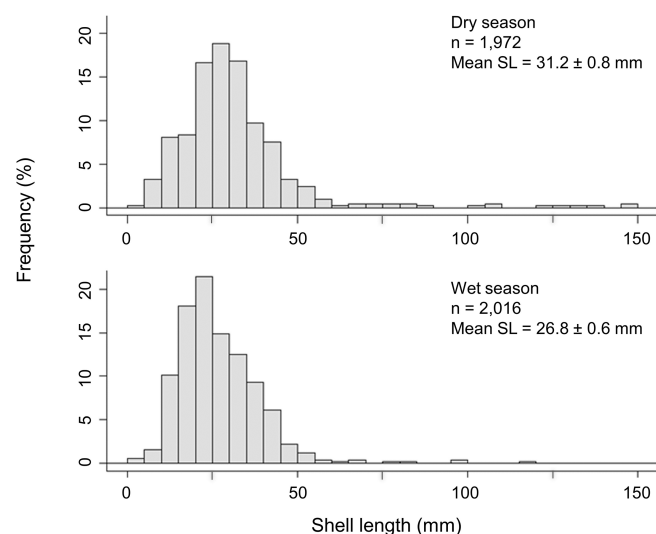 Dry season
n = 1,972
Mean SL = 31.2 ± 0.8 mm
20
15
10
5
0
0 50 100 150
Frequency (%)
Wet season
n = 2,016
Mean SL = 26.8 ± 0.6 mm
20
15
10
5
0
0 50 100 150
Shell length (mm)